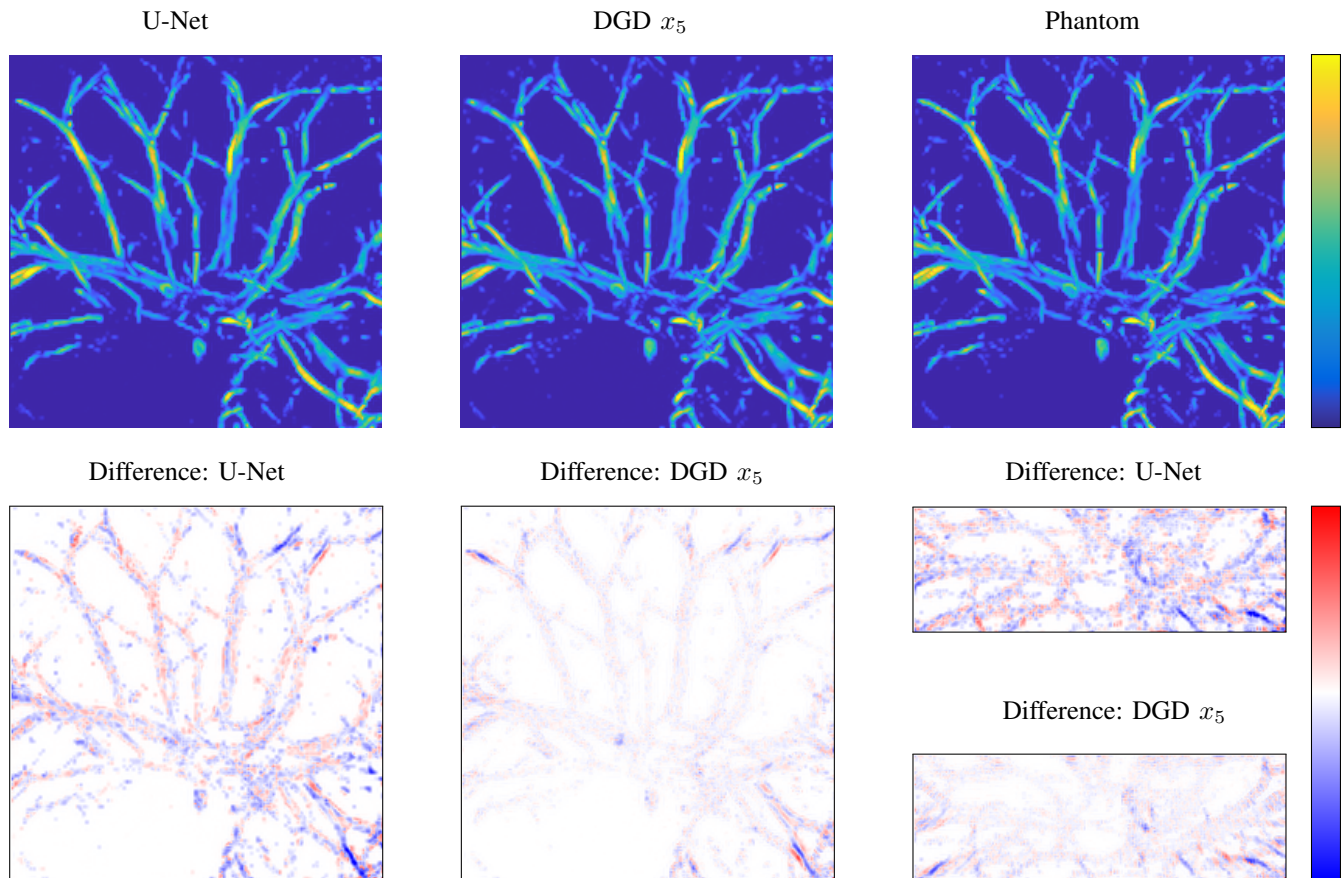 U-Net
DGD x₅
Phantom
Difference: U-Net
Difference: DGD x₅
Difference: U-Net
Difference: DGD x₅